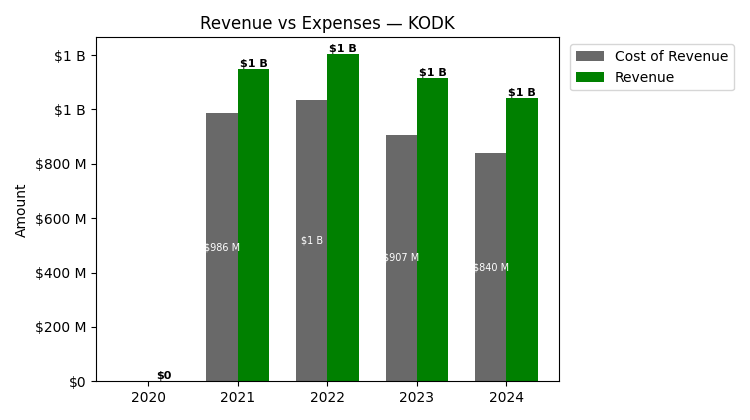 Revenue vs Expenses — KODK
Cost of Revenue
Revenue
Amount
$1 B
$1 B
$800 M
$600 M
$400 M
$200 M
$0
$0
$1 B
$1 B
$1 B
$1 B
$986 M
$1 B
$907 M
$840 M
2020
2021
2022
2023
2024